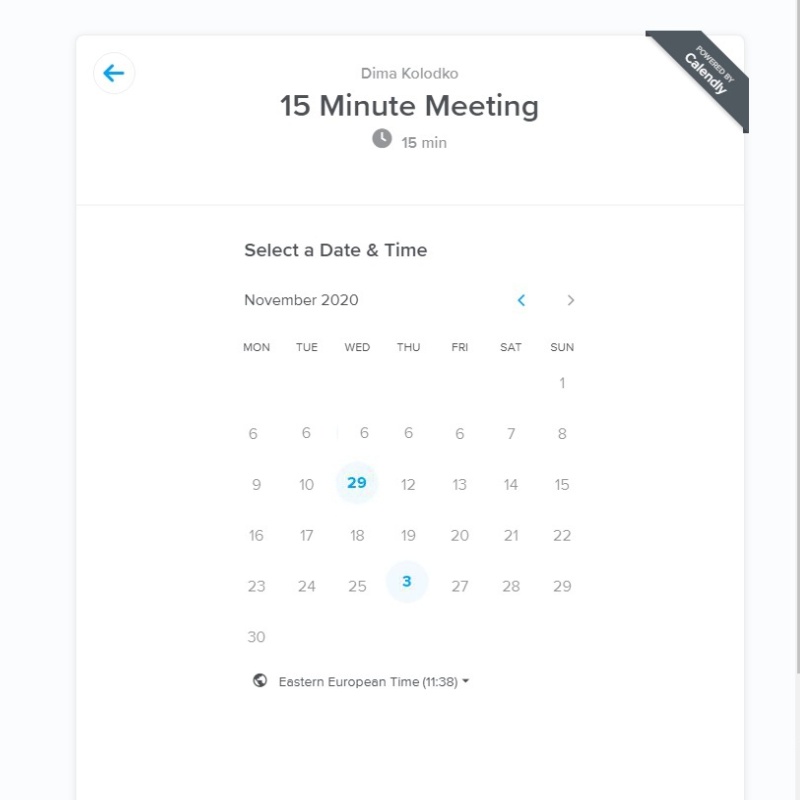 POWERED BY
Calendly
Dima Kolodko
15 Minute Meeting
15 min
Select a Date & Time
November 2020
MON TUE WED THU FRI SAT SUN
1
6 6 6 6 6 7 8
9 10 29 12 13 14 15
16 17 18 19 20 21 22
23 24 25 3 27 28 29
30
Eastern European Time (11:38)